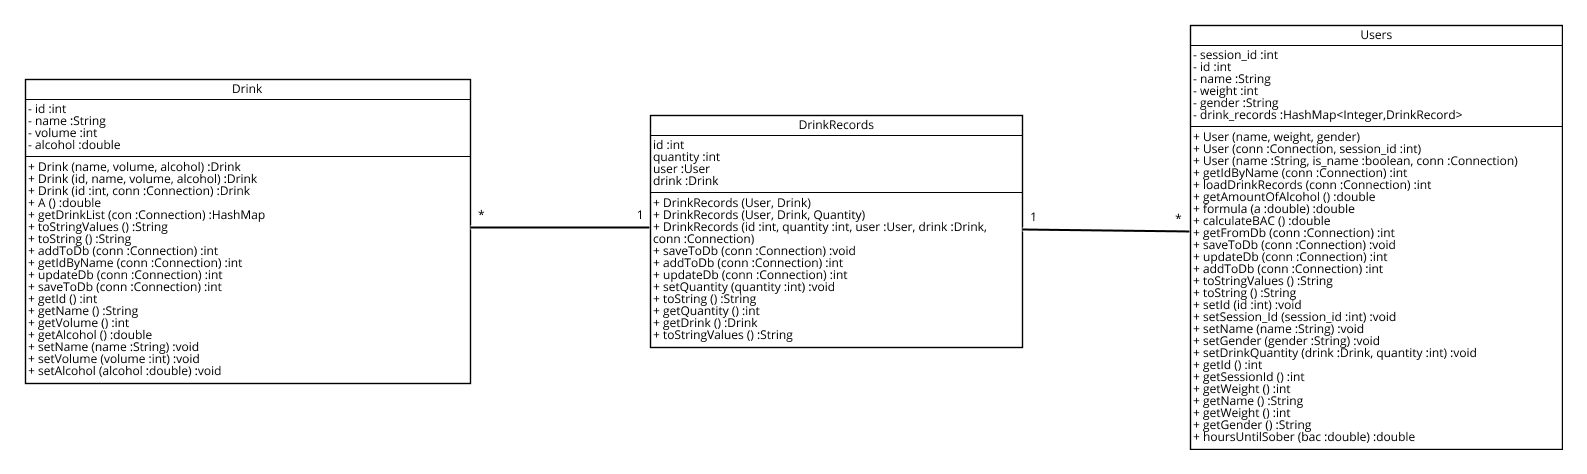 Drink
- id :int
- name :String
- volume :int
- alcohol :double
+ Drink (name, volume, alcohol) :Drink
+ Drink (id, name, volume, alcohol) :Drink
+ Drink (id :int, conn :Connection) :Drink
+ A () :double
+ getDrinkList (con :Connection) :HashMap
+ toStringValues () :String
+ toString () :String
+ addToDb (conn :Connection) :int
+ getIdByName (conn :Connection) :int
+ updateDb (conn :Connection) :int
+ saveToDb (conn :Connection) :int
+ getId () :int
+ getName () :String
+ getVolume () :int
+ getAlcohol () :double
+ setName (name :String) :void
+ setVolume (volume :int) :void
+ setAlcohol (alcohol :double) :void
*
1
DrinkRecords
id :int
quantity :int
user :User
drink :Drink
+ DrinkRecords (User, Drink)
+ DrinkRecords (User, Drink, Quantity)
+ DrinkRecords (id :int, quantity :int, user :User, drink :Drink,
conn :Connection)
+ saveToDb (conn :Connection) :void
+ addToDb (conn :Connection) :int
+ updateDb (conn :Connection) :int
+ setQuantity (quantity :int) :void
+ toString () :String
+ getQuantity () :int
+ getDrink () :Drink
+ toStringValues () :String
1
*
Users
- session_id :int
- id :int
- name :String
- weight :int
- gender :String
- drink_records :HashMap<Integer,DrinkRecord>
+ User (name, weight, gender)
+ User (conn :Connection, session_id :int)
+ User (name :String, is_name :boolean, conn :Connection)
+ getIdByName (conn :Connection) :int
+ loadDrinkRecords (conn :Connection) :int
+ getAmountOfAlcohol () :double
+ formula (a :double) :double
+ calculateBAC () :double
+ getFromDb (conn :Connection) :int
+ saveToDb (conn :Connection) :void
+ updateDb (conn :Connection) :int
+ addToDb (conn :Connection) :int
+ toStringValues () :String
+ toString () :String
+ setId (id :int) :void
+ setSession_Id (session_id :int) :void
+ setName (name :String) :void
+ setGender (gender :String) :void
+ setDrinkQuantity (drink :Drink, quantity :int) :void
+ getId () :int
+ getSessionId () :int
+ getWeight () :int
+ getName () :String
+ getWeight () :int
+ getGender () :String
+ hoursUntilSober (bac :double) :double